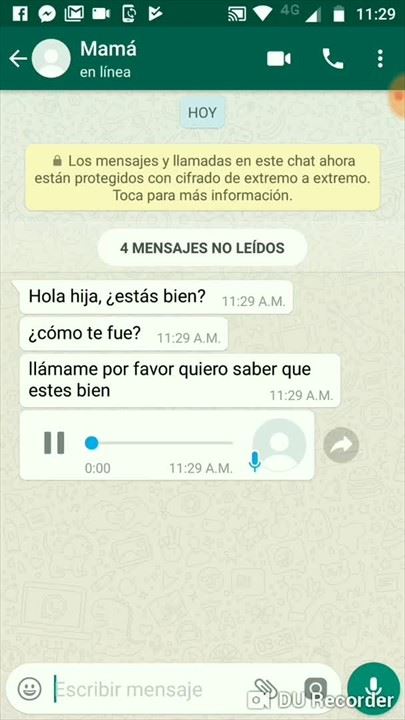 4G 11:29
Mamá
en línea
HOY
Los mensajes y llamadas en este chat ahora
están protegidos con cifrado de extremo a extremo.
Toca para más información.
4 MENSAJES NO LEÍDOS
Hola hija, ¿estás bien? 11:29 A.M.
¿cómo te fue? 11:29 A.M.
llámame por favor quiero saber que
estes bien 11:29 A.M.
0:00 11:29 A.M.
Escribir mensaje
DU Recorder